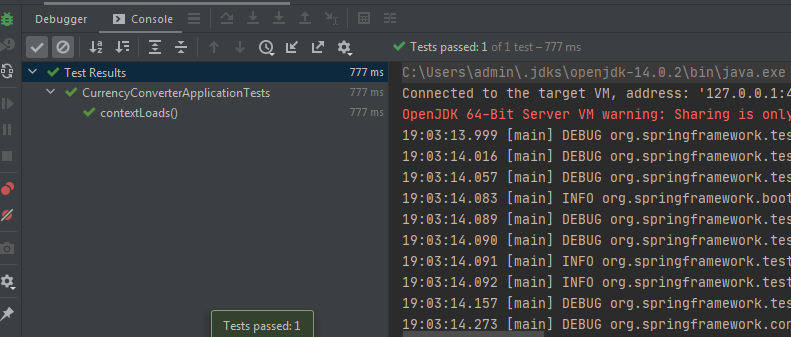 Debugger Console
Tests passed: 1 of 1 test – 777 ms
Test Results 777 ms
CurrencyConverterApplicationTests 777 ms
contextLoads() 777 ms
C:\Users\admin\.jdks\openjdk-14.0.2\bin\java.exe
Connected to the target VM, address: '127.0.0.1:4
OpenJDK 64-Bit Server VM warning: Sharing is only
19:03:13.999 [main] DEBUG org.springframework.tes
19:03:14.016 [main] DEBUG org.springframework.tes
19:03:14.057 [main] DEBUG org.springframework.tes
19:03:14.083 [main] INFO org.springframework.boot
19:03:14.089 [main] DEBUG org.springframework.tes
19:03:14.090 [main] DEBUG org.springframework.tes
19:03:14.091 [main] INFO org.springframework.test
19:03:14.092 [main] INFO org.springframework.test
19:03:14.157 [main] DEBUG org.springframework.tes
19:03:14.273 [main] DEBUG org.springframework.con
Tests passed: 1